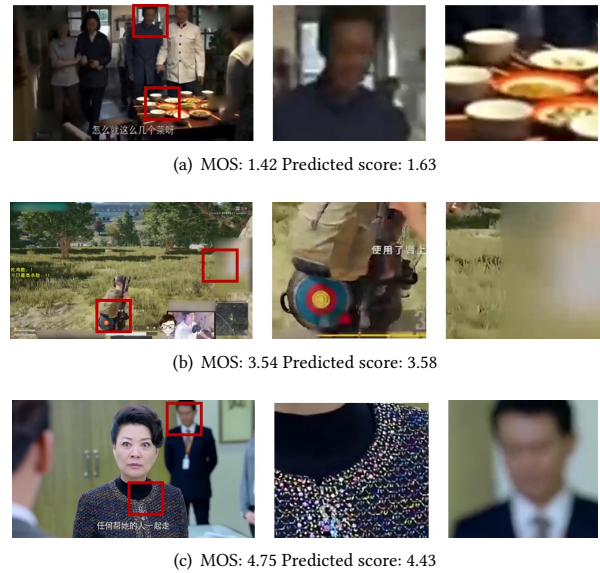 怎么就这么几个菜呀
(a) MOS: 1.42 Predicted score: 1.63
使用了肾上
(b) MOS: 3.54 Predicted score: 3.58
任何帮她的人一起走
(c) MOS: 4.75 Predicted score: 4.43